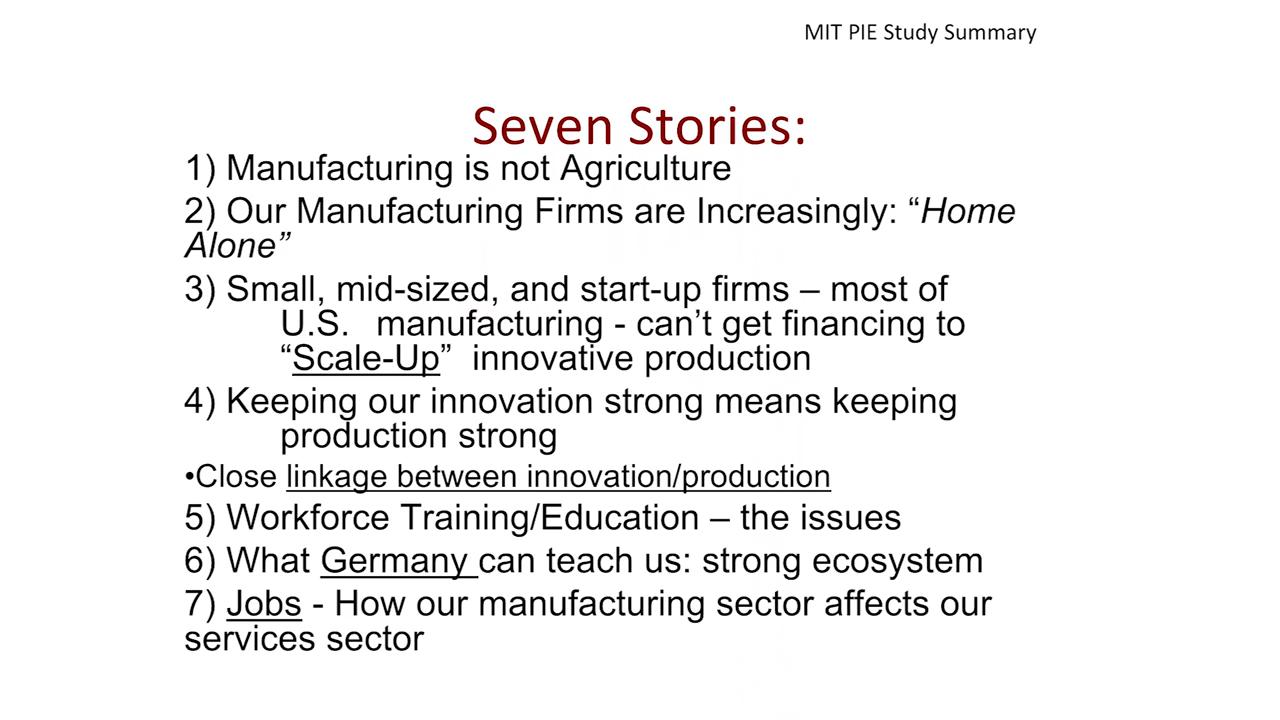 MIT PIE Study Summary
Seven Stories:
1) Manufacturing is not Agriculture
2) Our Manufacturing Firms are Increasingly: “Home
Alone”
3) Small, mid-sized, and start-up firms – most of
U.S. manufacturing - can’t get financing to
“Scale-Up” innovative production
4) Keeping our innovation strong means keeping
production strong
•Close linkage between innovation/production
5) Workforce Training/Education – the issues
6) What Germany can teach us: strong ecosystem
7) Jobs - How our manufacturing sector affects our
services sector